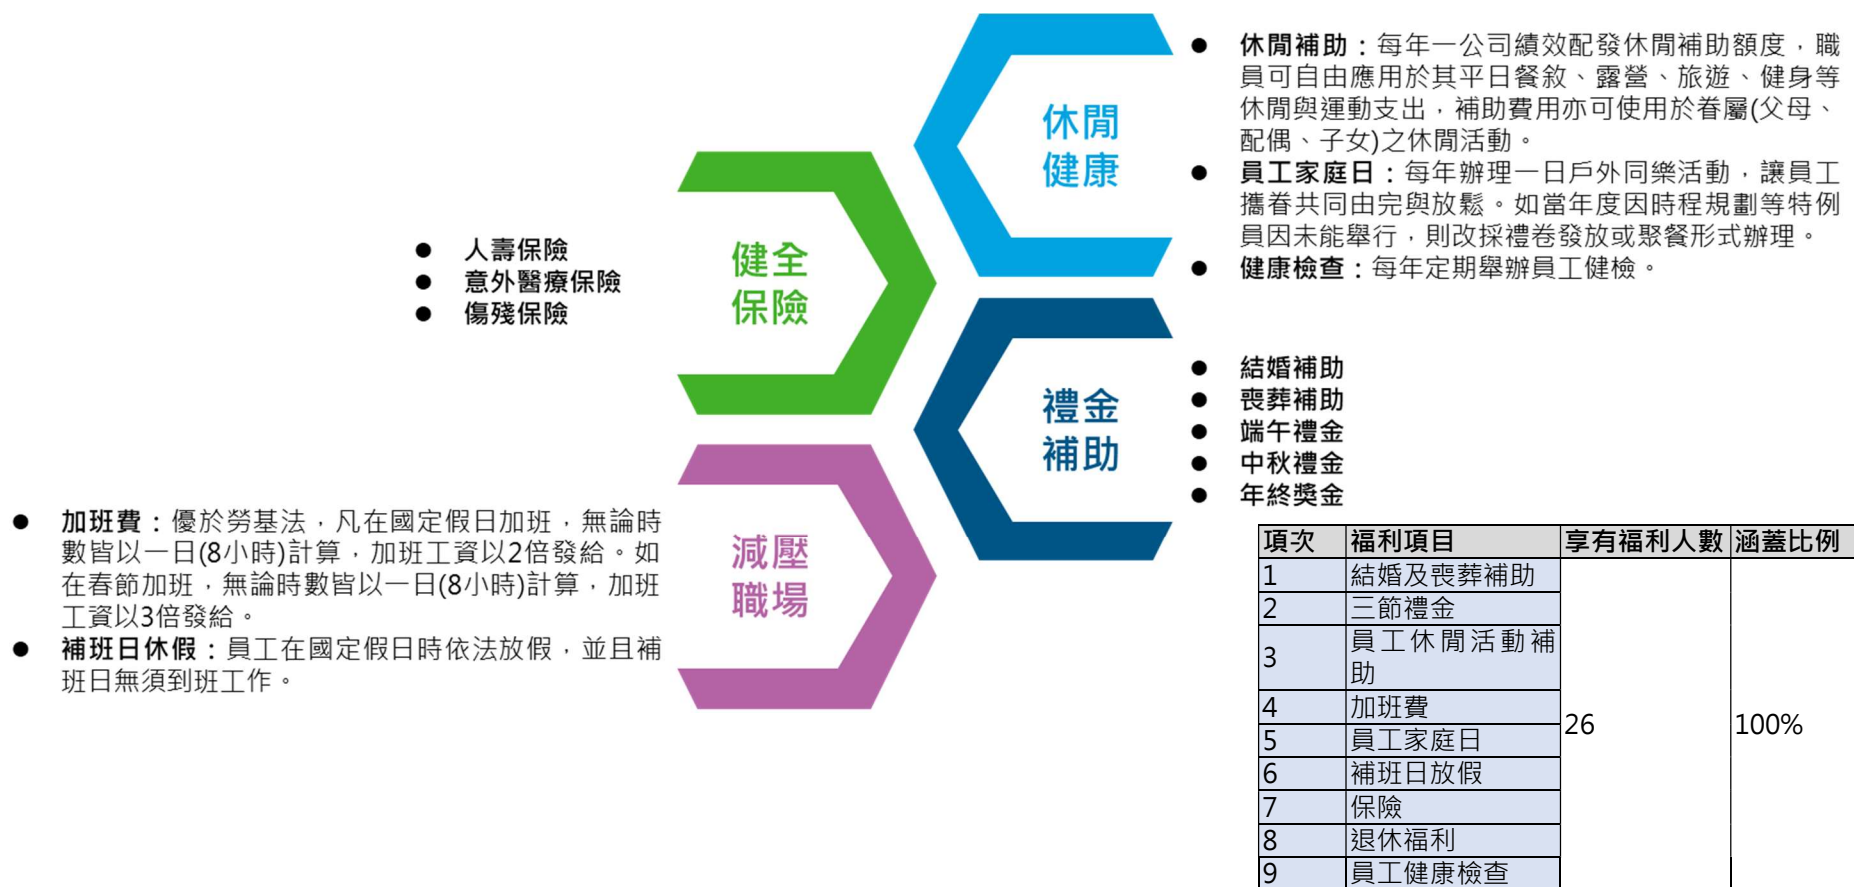 休閒
健康
● 休閒補助：每年一公司績效配發休閒補助額度，職
員可自由應用於其平日餐敘、露營、旅遊、健身等
休閒與運動支出，補助費用亦可使用於眷屬(父母、
配偶、子女)之休閒活動。
● 員工家庭日：每年辦理一日戶外同樂活動，讓員工
攜眷共同由完與放鬆。如當年度因時程規劃等特例
員因未能舉行，則改採禮卷發放或聚餐形式辦理。
● 健康檢查：每年定期舉辦員工健檢。
健全
保險
● 人壽保險
● 意外醫療保險
● 傷殘保險
禮金
補助
● 結婚補助
● 喪葬補助
● 端午禮金
● 中秋禮金
● 年終獎金
減壓
職場
● 加班費：優於勞基法，凡在國定假日加班，無論時
數皆以一日(8小時)計算，加班工資以2倍發給。如
在春節加班，無論時數皆以一日(8小時)計算，加班
工資以3倍發給。
● 補班日休假：員工在國定假日時依法放假，並且補
班日無須到班工作。
項次 福利項目 享有福利人數 涵蓋比例
1 結婚及喪葬補助
2 三節禮金
3 員工休閒活動補
助
4 加班費
26 100%
5 員工家庭日
6 補班日放假
7 保險
8 退休福利
9 員工健康檢查